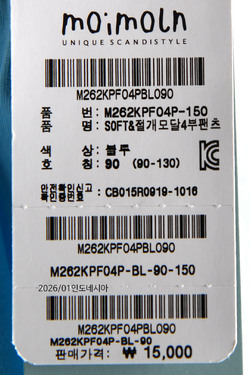 moimoln
UNIQUE SCANDISTYLE
M262KPF04PBL090
품 번: M262KPF04P-150
품 명: SOFT&절개모달4부팬츠
색 상: 블루
호 칭: 90 (90-130)
안전확인신고
확인증번호 : CB015R0919-1016
M262KPF04PBL090
M262KPF04P-BL-90-150
2026/01인도네시아
M262KPF04PBL090
M262KPF04P-BL-90
판매가격: ₩ 15,000